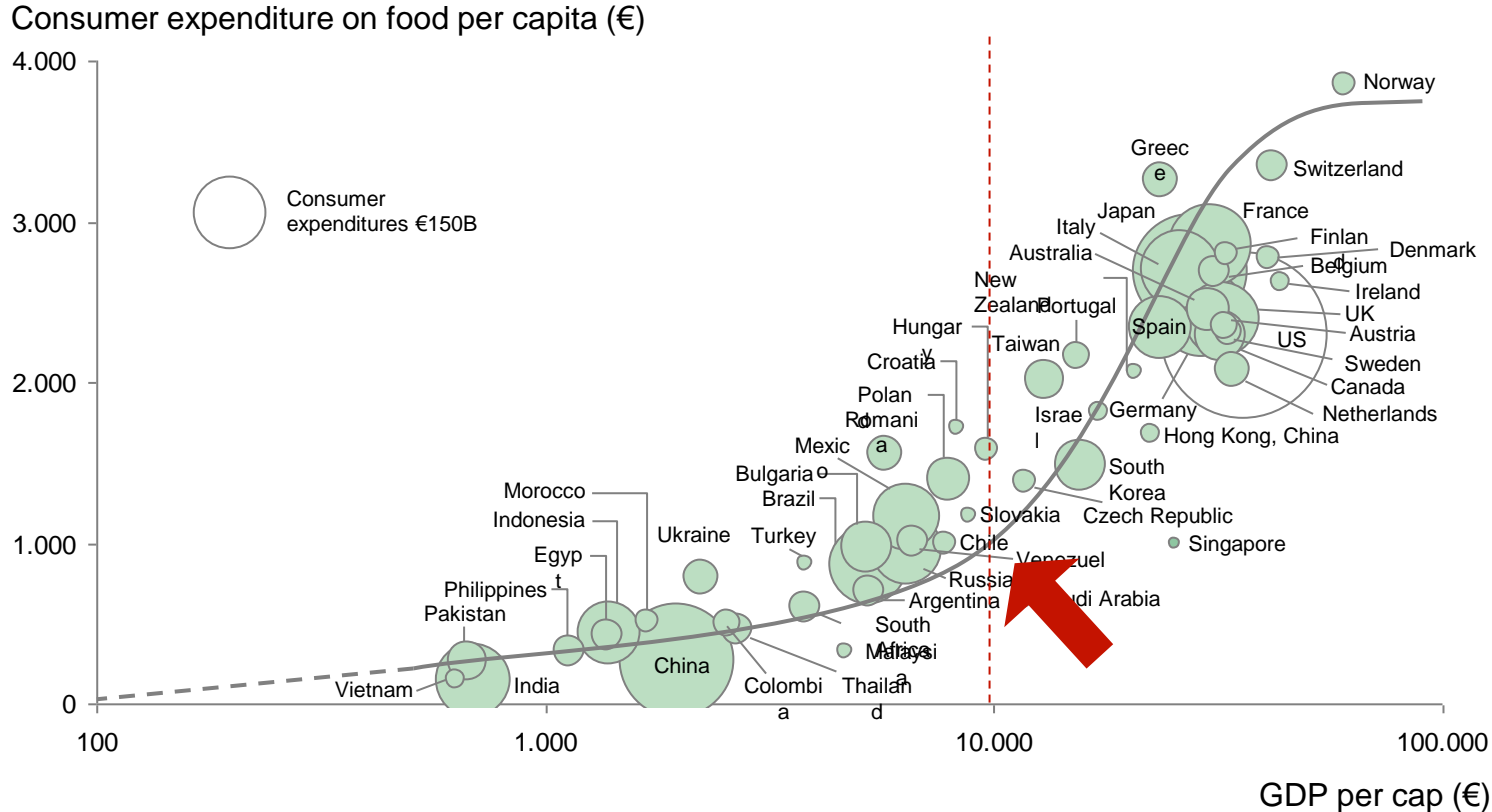 Consumer expenditure on food per capita (€)
4.000
3.000
2.000
1.000
0
100
1.000
10.000
100.000
GDP per cap (€)
Consumer
expenditures €150B
Norway
Greec
e
Switzerland
Japan
France
Italy
Australia
Finlan
d
Denmark
Belgium
Ireland
New
Zealand
Portugal
UK
Hungar
y
Spain
US
Austria
Taiwan
Croatia
Sweden
Canada
Polan
d
Romani
a
Israe
l
Germany
Netherlands
Hong Kong, China
Mexic
o
Bulgaria
South
Korea
Morocco
Brazil
Slovakia
Czech Republic
Indonesia
Ukraine
Turkey
Chile
Singapore
Egyp
t
Venezuel
Philippines
Russia
Argentina
udi Arabia
Pakistan
South
Africa
Malaysi
a
China
Vietnam
India
Colombi
a
Thailan
d